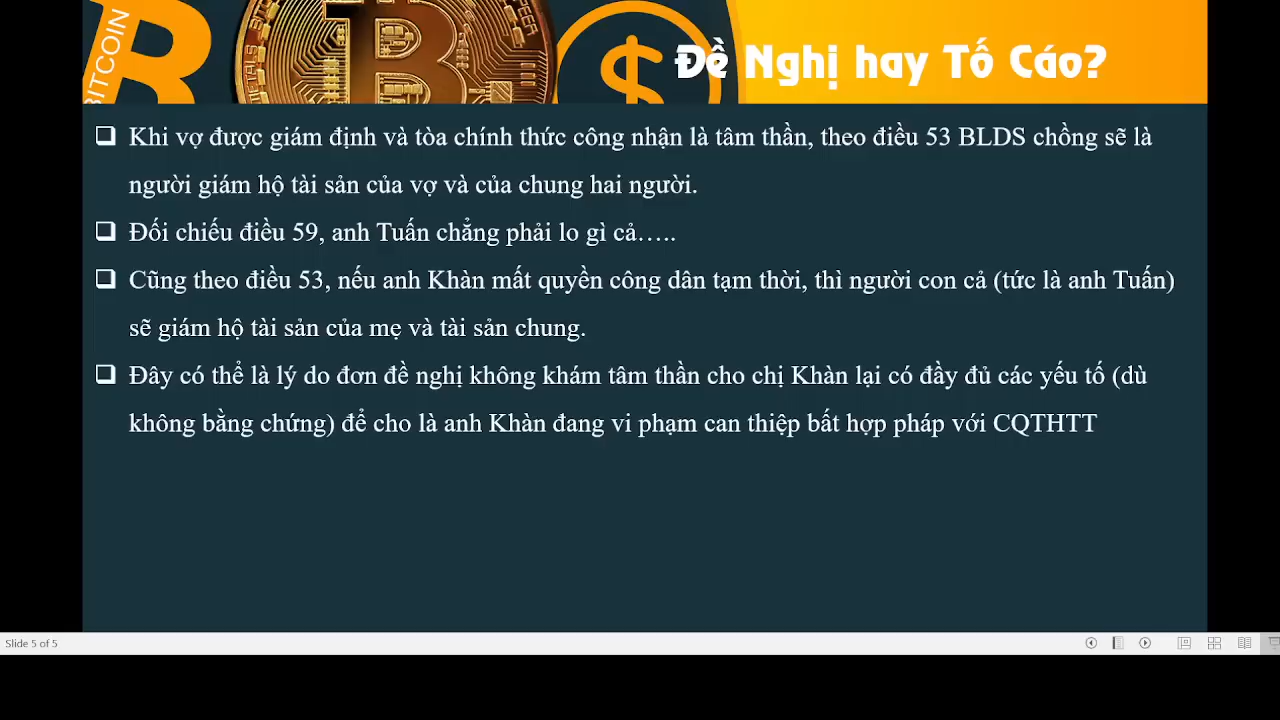 BITCOIN
Đề Nghị hay Tố Cáo?
Khi vợ được giám định và tòa chính thức công nhận là tâm thần, theo điều 53 BLDS chồng sẽ là
người giám hộ tài sản của vợ và của chung hai người.
Đối chiếu điều 59, anh Tuấn chẳng phải lo gì cả…..
Cũng theo điều 53, nếu anh Khàn mất quyền công dân tạm thời, thì người con cả (tức là anh Tuấn)
sẽ giám hộ tài sản của mẹ và tài sản chung.
Đây có thể là lý do đơn đề nghị không khám tâm thần cho chị Khàn lại có đầy đủ các yếu tố (dù
không bằng chứng) để cho là anh Khàn đang vi phạm can thiệp bất hợp pháp với CQTHTT
Slide 5 of 5